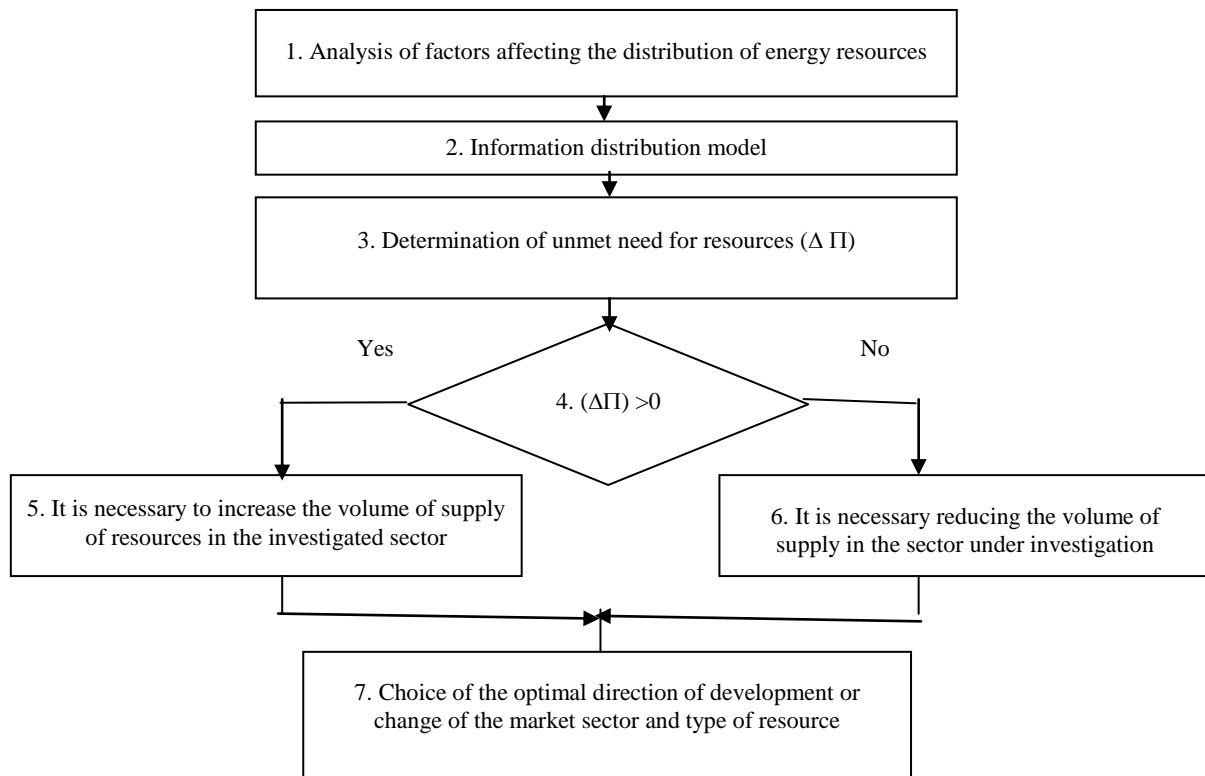 1. Analysis of factors affecting the distribution of energy resources
2. Information distribution model
3. Determination of unmet need for resources (Δ Π)
Yes
No
4. (ΔΠ) >0
5. It is necessary to increase the volume of supply
of resources in the investigated sector
6. It is necessary reducing the volume of
supply in the sector under investigation
7. Choice of the optimal direction of development or
change of the market sector and type of resource